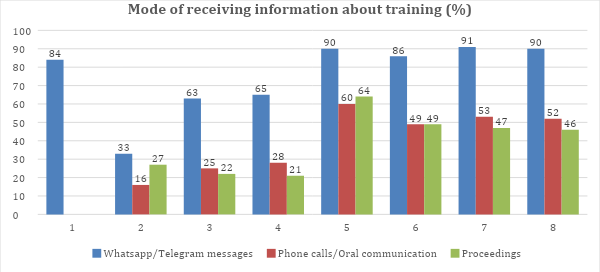 Mode of receiving information about training (%)
100
90
80
70
60
50
40
30
20
10
0
84
33 16 27
63 25 22
65 28 21
90 60 64
86 49 49
91 53 47
90 52 46
1 2 3 4 5 6 7 8
Whatsapp/Telegram messages Phone calls/Oral communication Proceedings